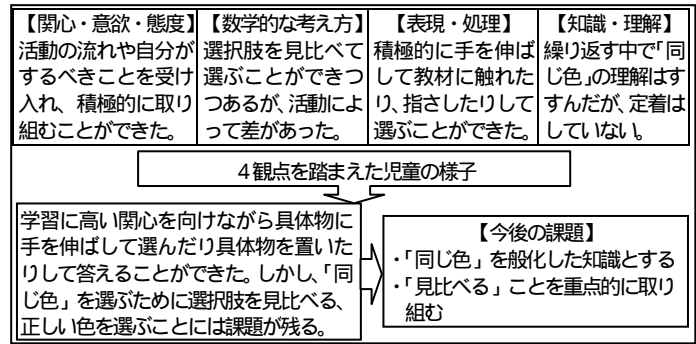 【関心・意欲・態度】
活動の流れや自分が
するべきことを受け
入れ、積極的に取り
組むことができた。
【数学的な考え方】
選択肢を見比べて
選ぶことができつ
つあるが、活動によ
って差があった。
【表現・処理】
積極的に手を伸ば
して教材に触れた
り、指さしたりして
選ぶことができた。
【知識・理解】
繰り返す中で「同
じ色」の理解はす
すんだが、定着は
していない。
4観点を踏まえた児童の様子
学習に高い関心を向けながら具体物に
手を伸ばして選んだり具体物を置いた
りして答えることができた。しかし、「同
じ色」を選ぶために選択肢を見比べる、
正しい色を選ぶことには課題が残る。
【今後の課題】
・「同じ色」を般化した知識とする
・「見比べる」ことを重点的に取り
組む